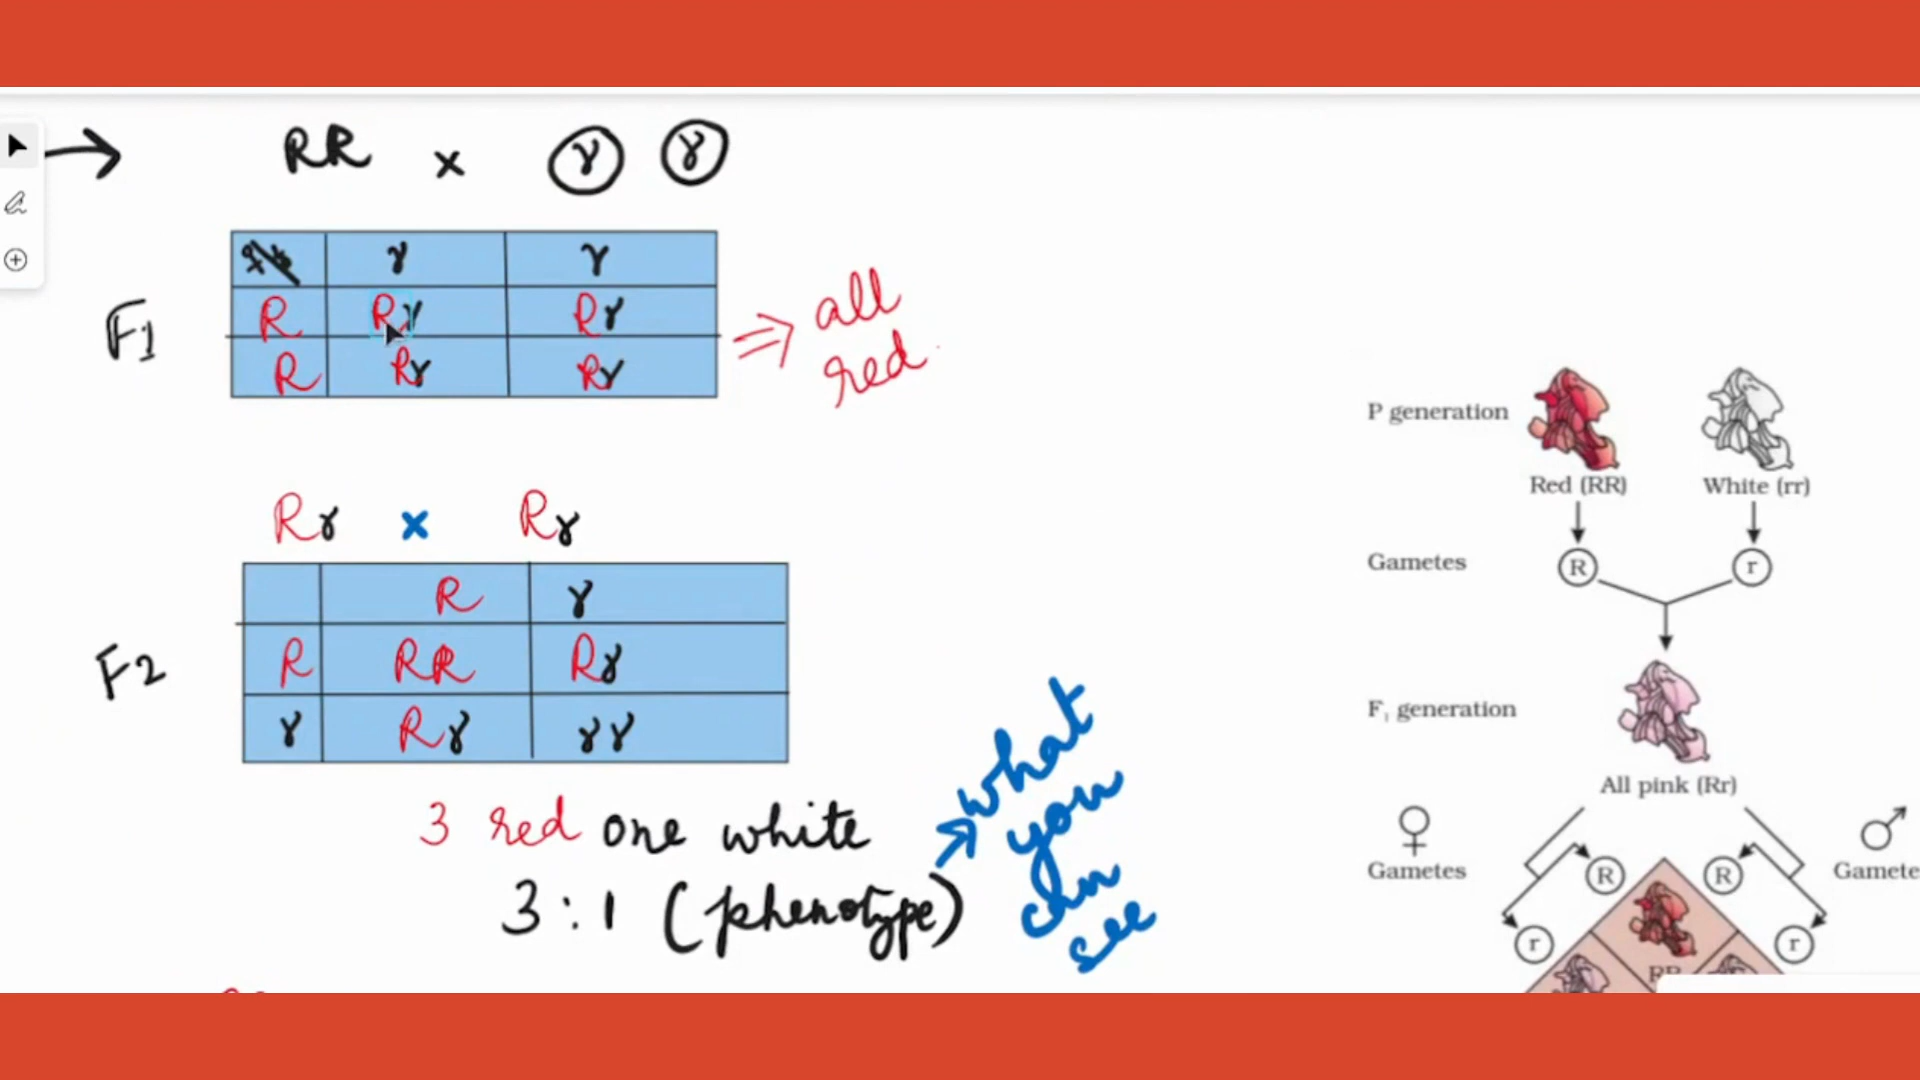 RR x r r
r r
F1
R Rr Rr
R Rr Rr
all
red
Rr x Rr
F2
R r
R RR Rr
r Rr rr
3 red one white
3 : 1 (phenotype)
what
you
can
see
P generation
Red (RR) White (rr)
Gametes R r
F₁ generation
All pink (Rr)
♀ ♂
Gametes R R Gamete
r r
RR